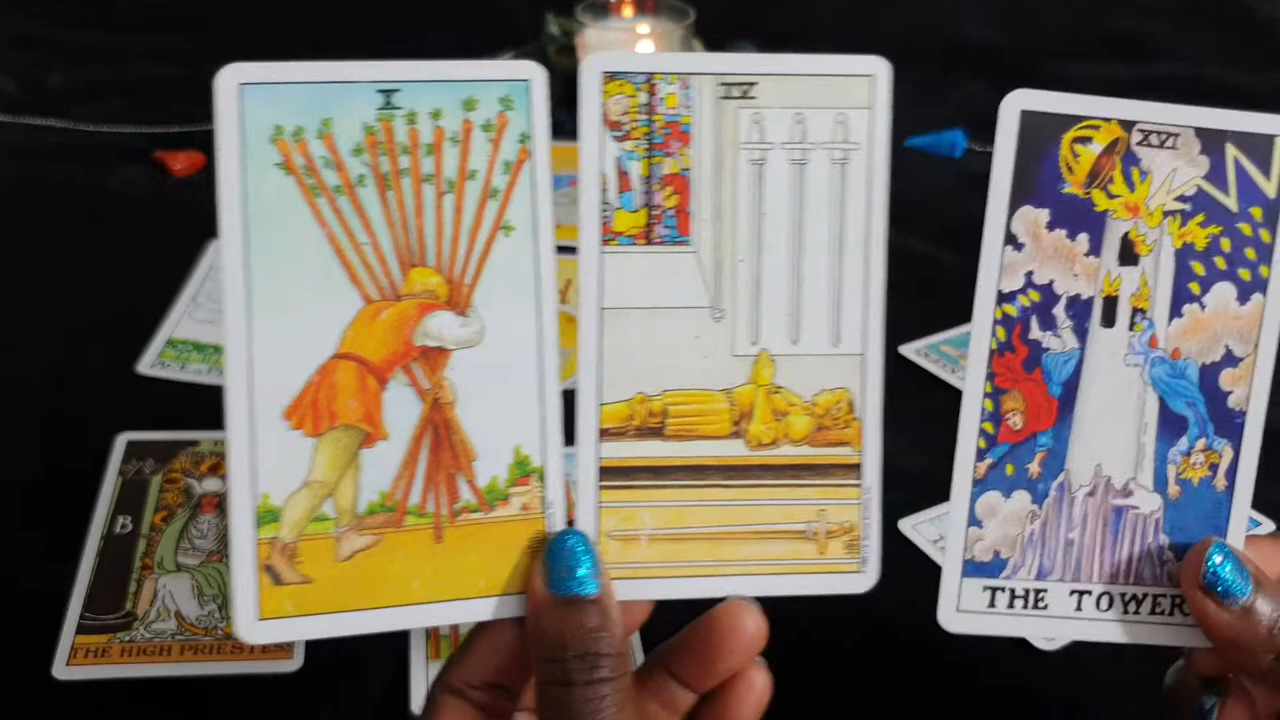 X
IV
XVI
B
THE HIGH PRIESTESS
THE TOWER